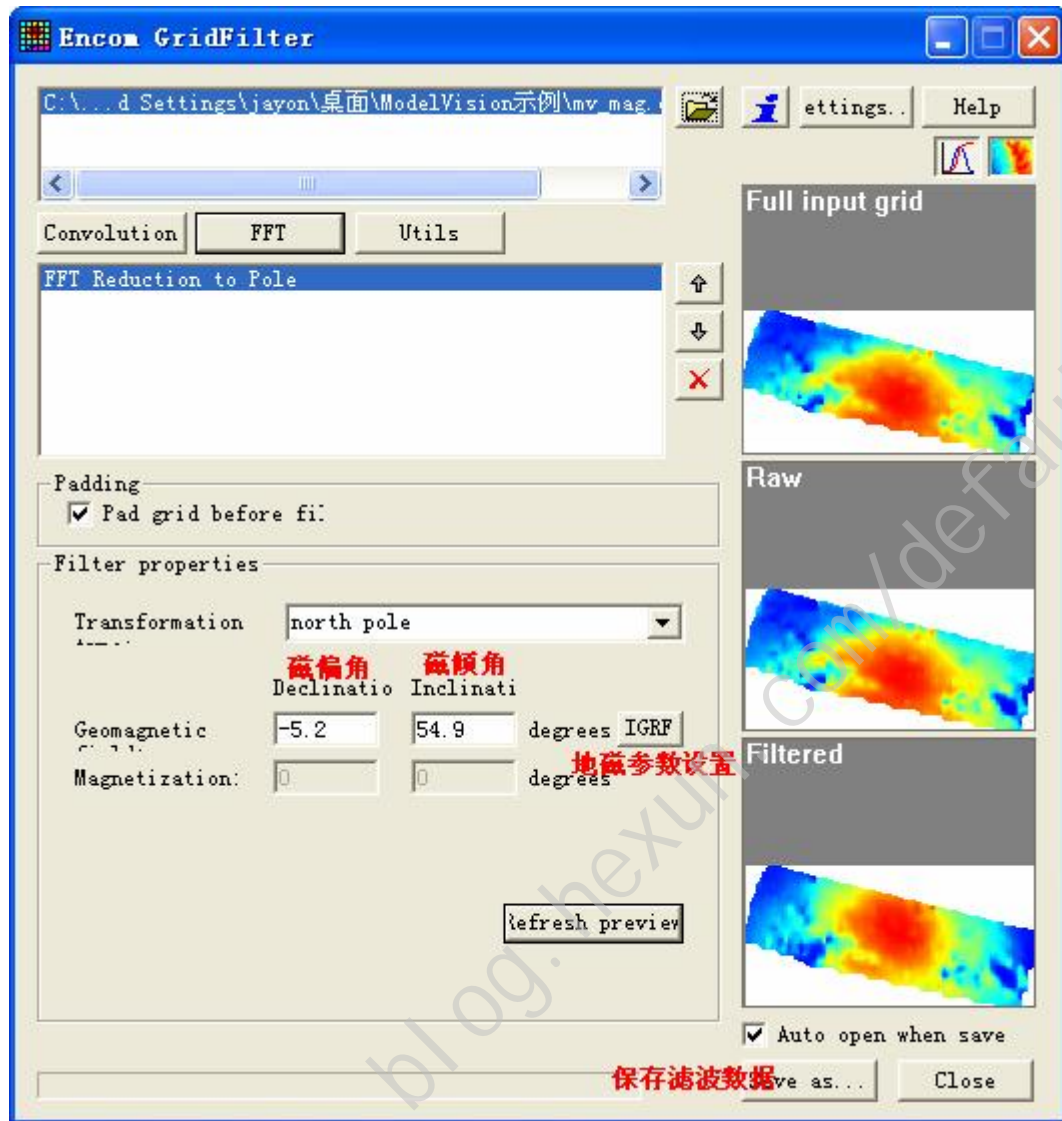 Encom GridFilter
C:\...d Settings\jayon\桌面\ModelVision示例\mv_mag.
ettings..
Help
Convolution
FFT
Utils
FFT Reduction to Pole
Full input grid
Raw
Filtered
Padding
Pad grid before fi
Filter properties
Transformation
north pole
磁偏角
磁倾角
Declinatio
Inclinati
Geomagnetic
-5.2
54.9
degrees
IGRF
地磁参数设置
Magnetization:
0
0
degrees
Refresh preview
Auto open when save
保存滤波数据
ve as...
Close
blog.hexun.com/defau